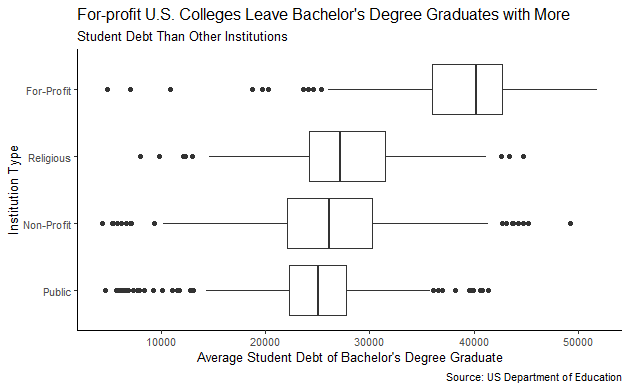 For-profit U.S. Colleges Leave Bachelor's Degree Graduates with More
Student Debt Than Other Institutions
Institution Type
For-Profit
Religious
Non-Profit
Public
10000 20000 30000 40000 50000
Average Student Debt of Bachelor's Degree Graduate
Source: US Department of Education